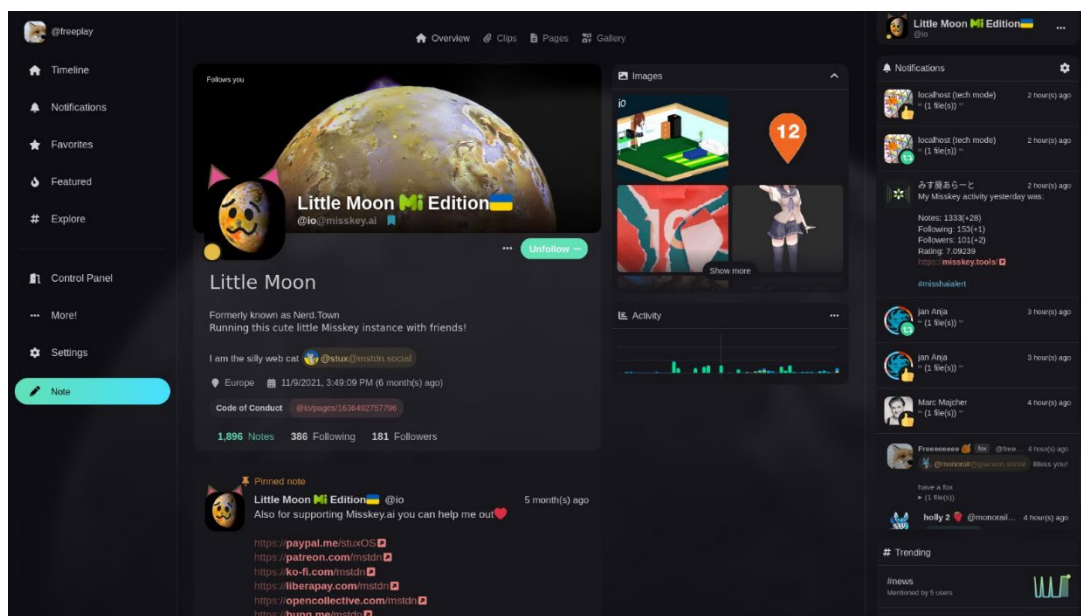 @freeplay
Timeline
Notifications
Favorites
Featured
# Explore
Control Panel
More!
Settings
Note
Overview
Clips
Pages
Gallery
Follows you
Little Moon Mi Edition
@io@misskey.ai
Unfollow
Little Moon
Formerly known as Nerd.Town
Running this cute little Misskey instance with friends!
I am the silly web cat @stux@mstdn.social
Europe 11/9/2021, 3:49:09 PM (6 month(s) ago)
Code of Conduct @io/pages/1636492757796
1,896 Notes 386 Following 181 Followers
Pinned note
Little Moon Mi Edition @io 5 month(s) ago
Also for supporting Misskey.ai you can help me out
https://paypal.me/stuxOS
https://patreon.com/mstdn
https://ko-fi.com/mstdn
https://liberapay.com/mstdn
https://opencollective.com/mstdn
https://bunq.me/mstdn
Images
io
12
Show more
Activity
Little Moon Mi Edition
@io
Notifications
localhost (tech mode) 2 hour(s) ago
(1 file(s))
localhost (tech mode) 2 hour(s) ago
(1 file(s))
みす廃あらーと 2 hour(s) ago
My Misskey activity yesterday was:
Notes: 1333(+28)
Following: 153(+1)
Followers: 101(+2)
Rating: 7.09239
https://misskey.tools/
#misshaialert
jan Anja 3 hour(s) ago
(1 file(s))
jan Anja 3 hour(s) ago
(1 file(s))
Marc Majcher 4 hour(s) ago
(1 file(s))
Freeeeeeee fox @free... 4 hour(s) ago
Bless you!
have a fox
(1 file(s))
holly 2 @monorail... 4 hour(s) ago
# Trending
#news
Mentioned by 5 users